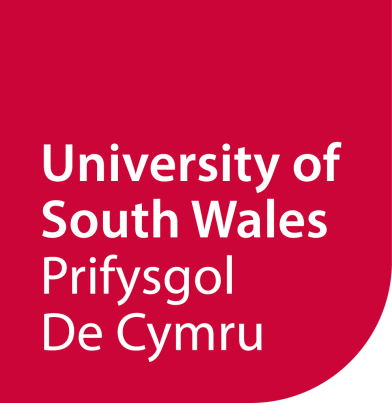 University of
South Wales
Prifysgol
De Cymru